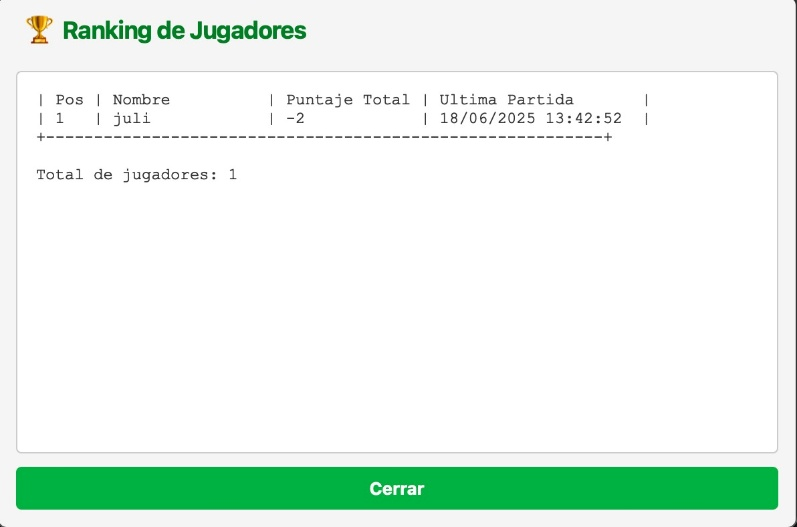 🏆 Ranking de Jugadores
| Pos | Nombre          | Puntaje Total | Ultima Partida       |
| 1   | juli            | -2            | 18/06/2025 13:42:52  |
+----------------------------------------------------------+
Total de jugadores: 1
Cerrar